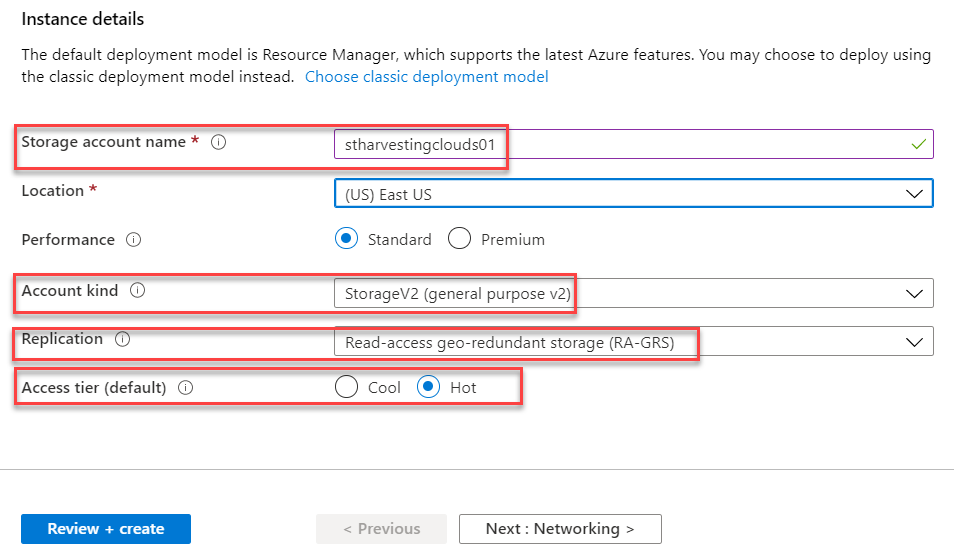 Instance details
The default deployment model is Resource Manager, which supports the latest Azure features. You may choose to deploy using
the classic deployment model instead. Choose classic deployment model
Storage account name * stharvestingclouds01
Location * (US) East US
Performance Standard Premium
Account kind StorageV2 (general purpose v2)
Replication Read-access geo-redundant storage (RA-GRS)
Access tier (default) Cool Hot
Review + create < Previous Next : Networking >